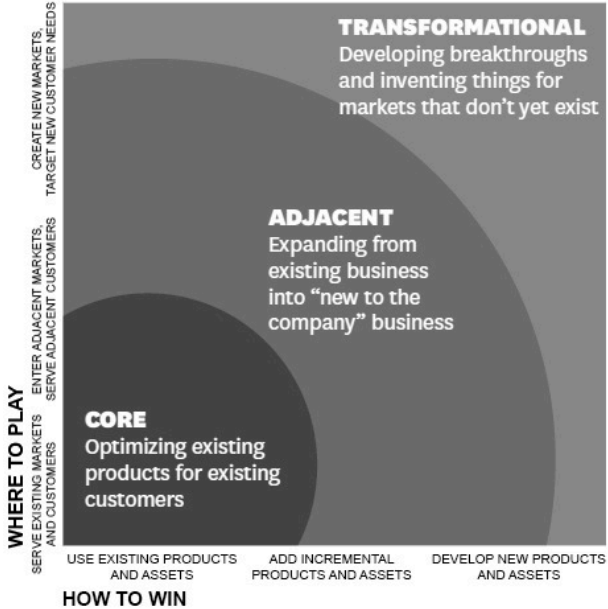 TRANSFORMATIONAL
Developing breakthroughs
and inventing things for
markets that don't yet exist
ADJACENT
Expanding from
existing business
into “new to the
company” business
CORE
Optimizing existing
products for existing
customers
WHERE TO PLAY
CREATE NEW MARKETS,
TARGET NEW CUSTOMER NEEDS
ENTER ADJACENT MARKETS,
SERVE ADJACENT CUSTOMERS
SERVE EXISTING MARKETS
AND CUSTOMERS
USE EXISTING PRODUCTS
AND ASSETS
ADD INCREMENTAL
PRODUCTS AND ASSETS
DEVELOP NEW PRODUCTS
AND ASSETS
HOW TO WIN